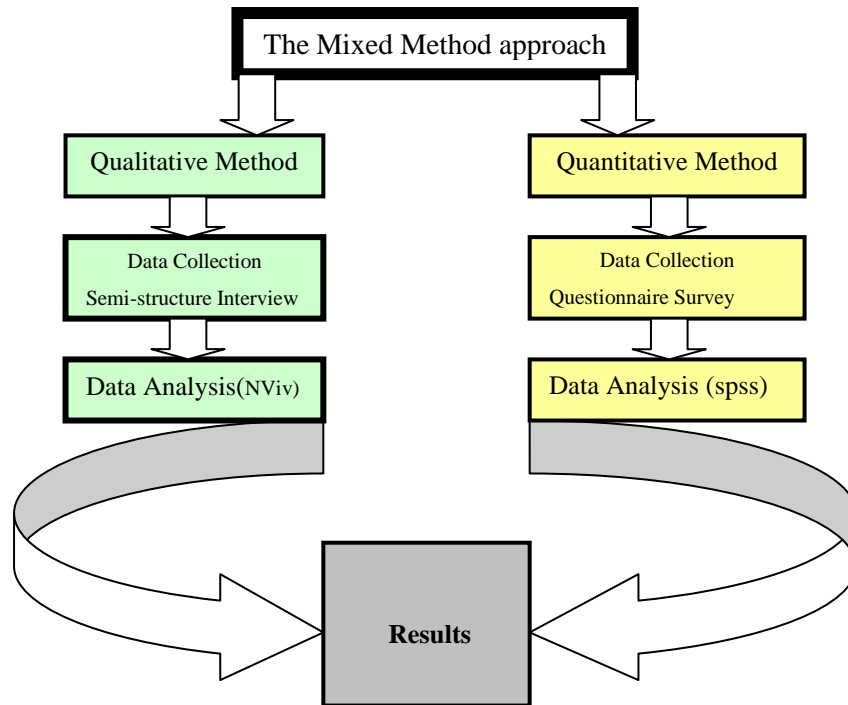 The Mixed Method approach
Qualitative Method
Quantitative Method
Data Collection
Semi-structure Interview
Data Collection
Questionnaire Survey
Data Analysis(NViv)
Data Analysis (spss)
Results